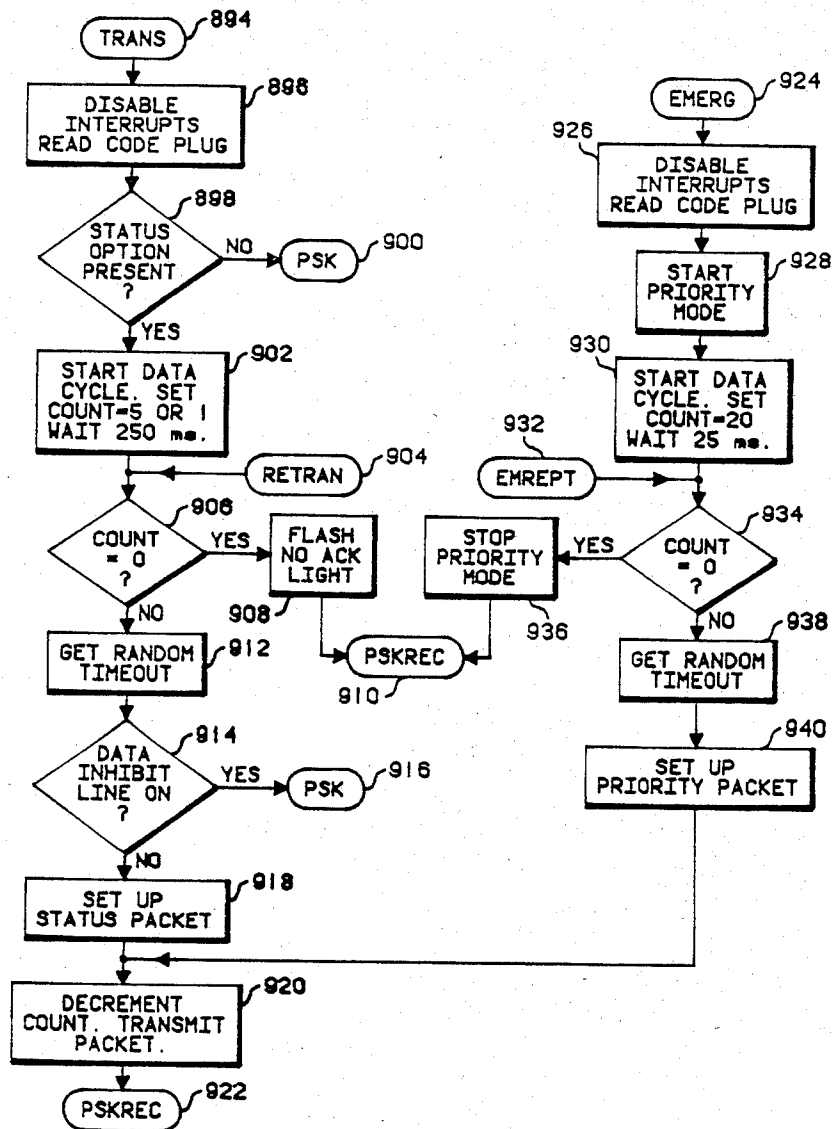 TRANS
894
896
DISABLE
INTERRUPTS
READ CODE PLUG
898
STATUS
OPTION
PRESENT
?
NO
PSK
900
YES
902
START DATA
CYCLE. SET
COUNT=5 OR 1
WAIT 250 ms.
RETRAN
904
906
COUNT
= 0
?
YES
FLASH
NO ACK
LIGHT
908
NO
912
GET RANDOM
TIMEOUT
PSKREC
910
914
DATA
INHIBIT
LINE ON
?
YES
PSK
916
NO
918
SET UP
STATUS PACKET
920
DECREMENT
COUNT. TRANSMIT
PACKET.
922
PSKREC
EMERG
924
926
DISABLE
INTERRUPTS
READ CODE PLUG
928
START
PRIORITY
MODE
930
START DATA
CYCLE. SET
COUNT=20
WAIT 25 ms.
932
EMREPT
934
COUNT
= 0
?
YES
STOP
PRIORITY
MODE
936
NO
938
GET RANDOM
TIMEOUT
940
SET UP
PRIORITY PACKET